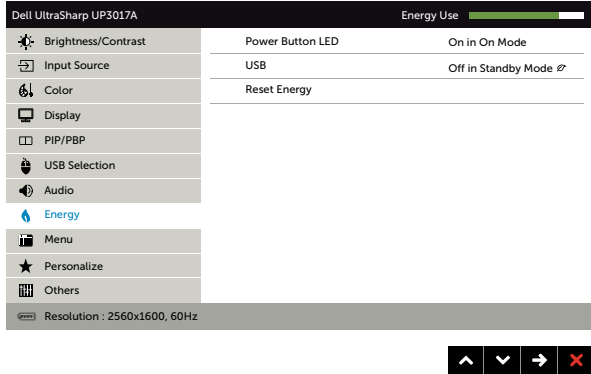 Dell UltraSharp UP3017A
Energy Use
Brightness/Contrast
Power Button LED
On in On Mode
Input Source
USB
Off in Standby Mode
Color
Reset Energy
Display
PIP/PBP
USB Selection
Audio
Energy
Menu
Personalize
Others
Resolution : 2560x1600, 60Hz